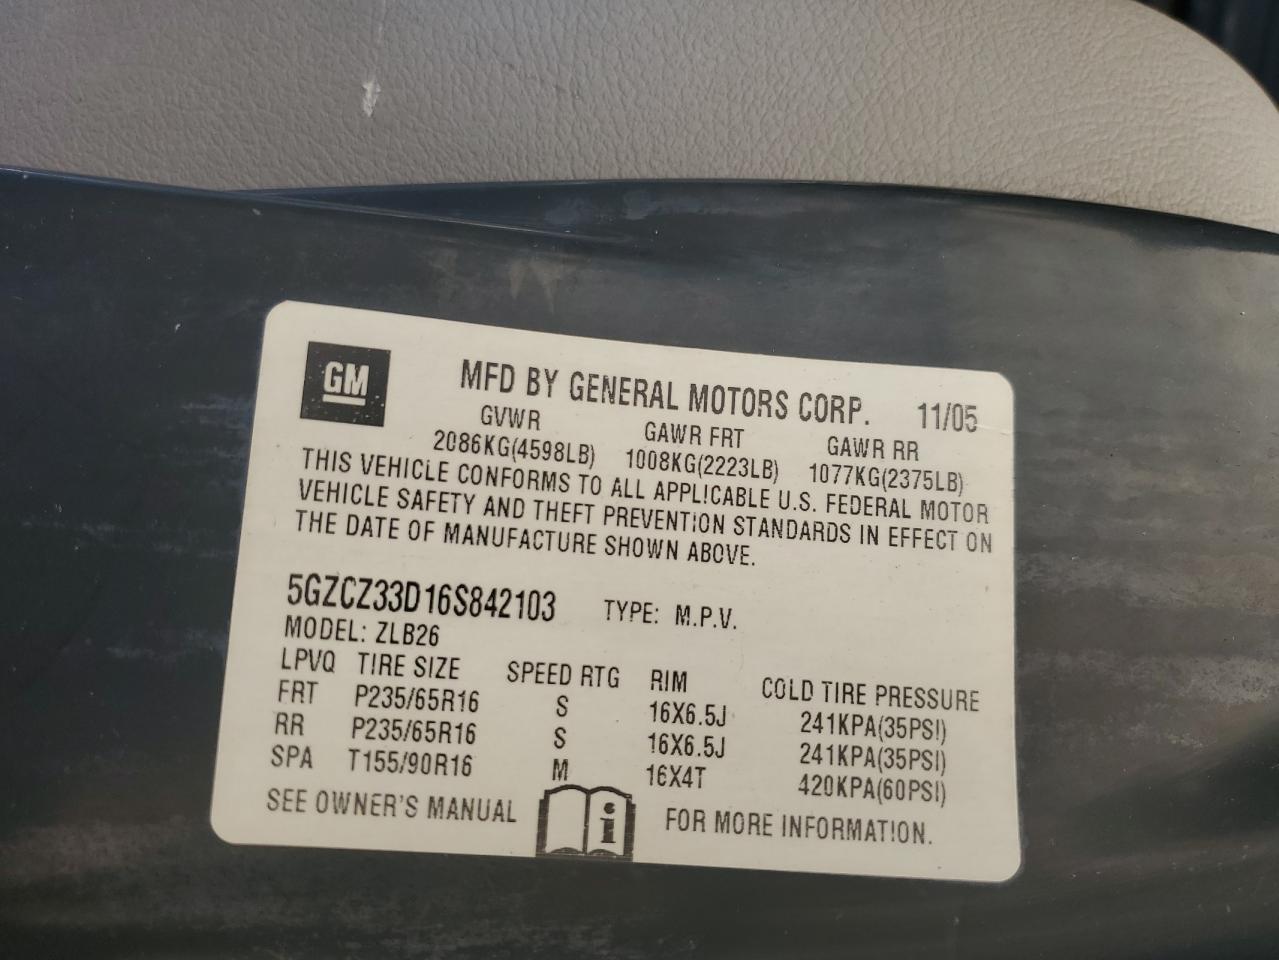 GM
MFD BY GENERAL MOTORS CORP. 11/05
GVWR GAWR FRT GAWR RR
2086KG(4598LB) 1008KG(2223LB) 1077KG(2375LB)
THIS VEHICLE CONFORMS TO ALL APPLICABLE U.S. FEDERAL MOTOR
VEHICLE SAFETY AND THEFT PREVENTION STANDARDS IN EFFECT ON
THE DATE OF MANUFACTURE SHOWN ABOVE.
5GZCZ33D16S842103 TYPE: M.P.V.
MODEL: ZLB26
LPVQ TIRE SIZE SPEED RTG RIM COLD TIRE PRESSURE
FRT P235/65R16 S 16X6.5J 241KPA(35PSI)
RR P235/65R16 S 16X6.5J 241KPA(35PSI)
SPA T155/90R16 M 16X4T 420KPA(60PSI)
SEE OWNER'S MANUAL i FOR MORE INFORMATION.